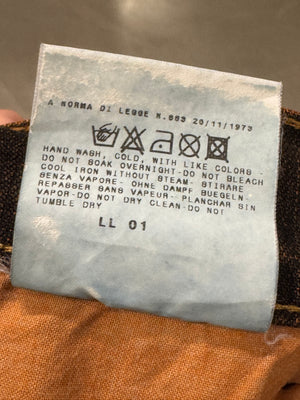 A NORMA DI LEGGE N.883 26/11/1973
HAND WASH, COLD, WITH LIKE COLORS -
DO NOT SOAK OVERNIGHT-DO NOT BLEACH
COOL IRON WITHOUT STEAM- STIRARE
SENZA VAPORE- OHNE DAMPF BUEGELN
REPASSER SANS VAPEUR- PLANCHAR SIN
VAPOR-DO NOT DRY CLEAN-DO NOT
TUMBLE DRY
LL 01